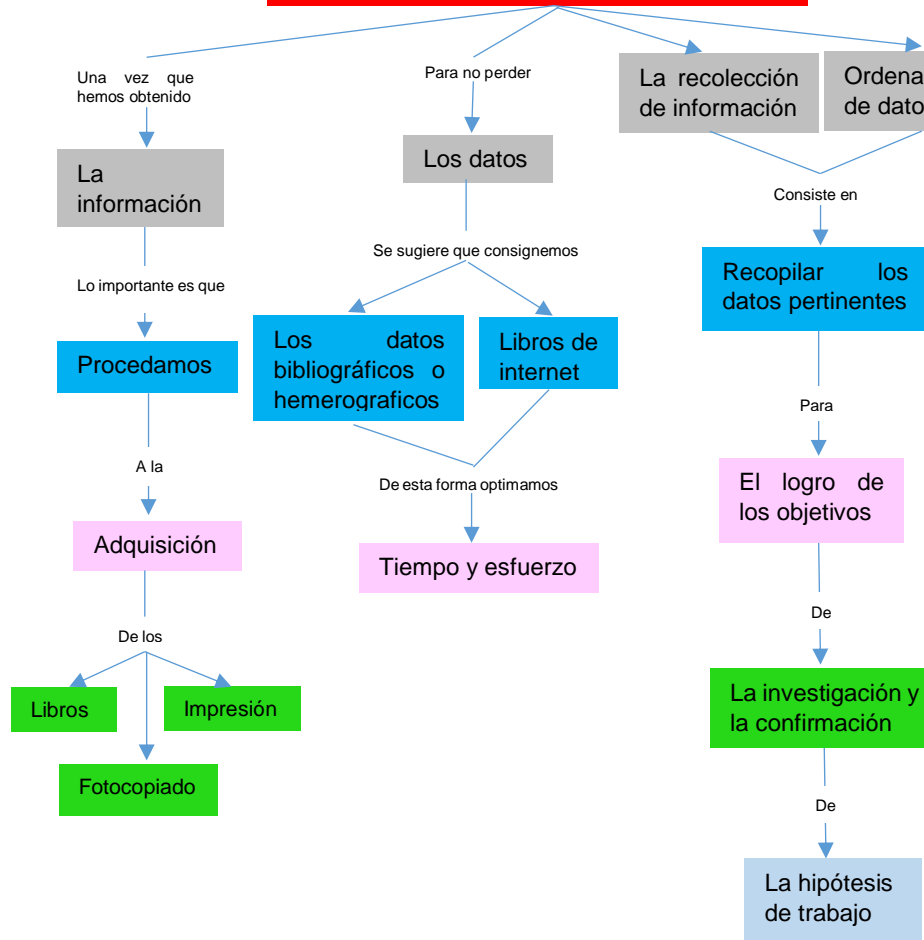 Una vez que
hemos obtenido
La
información
Lo importante es que
Procedamos
A la
Adquisición
De los
Libros
Impresión
Fotocopiado
Para no perder
Los datos
Se sugiere que consignemos
Los datos
bibliográficos o
hemerograficos
Libros de
internet
De esta forma optimamos
Tiempo y esfuerzo
La recolección
de información
Ordena
de dato
Consiste en
Recopilar los
datos pertinentes
Para
El logro de
los objetivos
De
La investigación y
la confirmación
De
La hipótesis
de trabajo